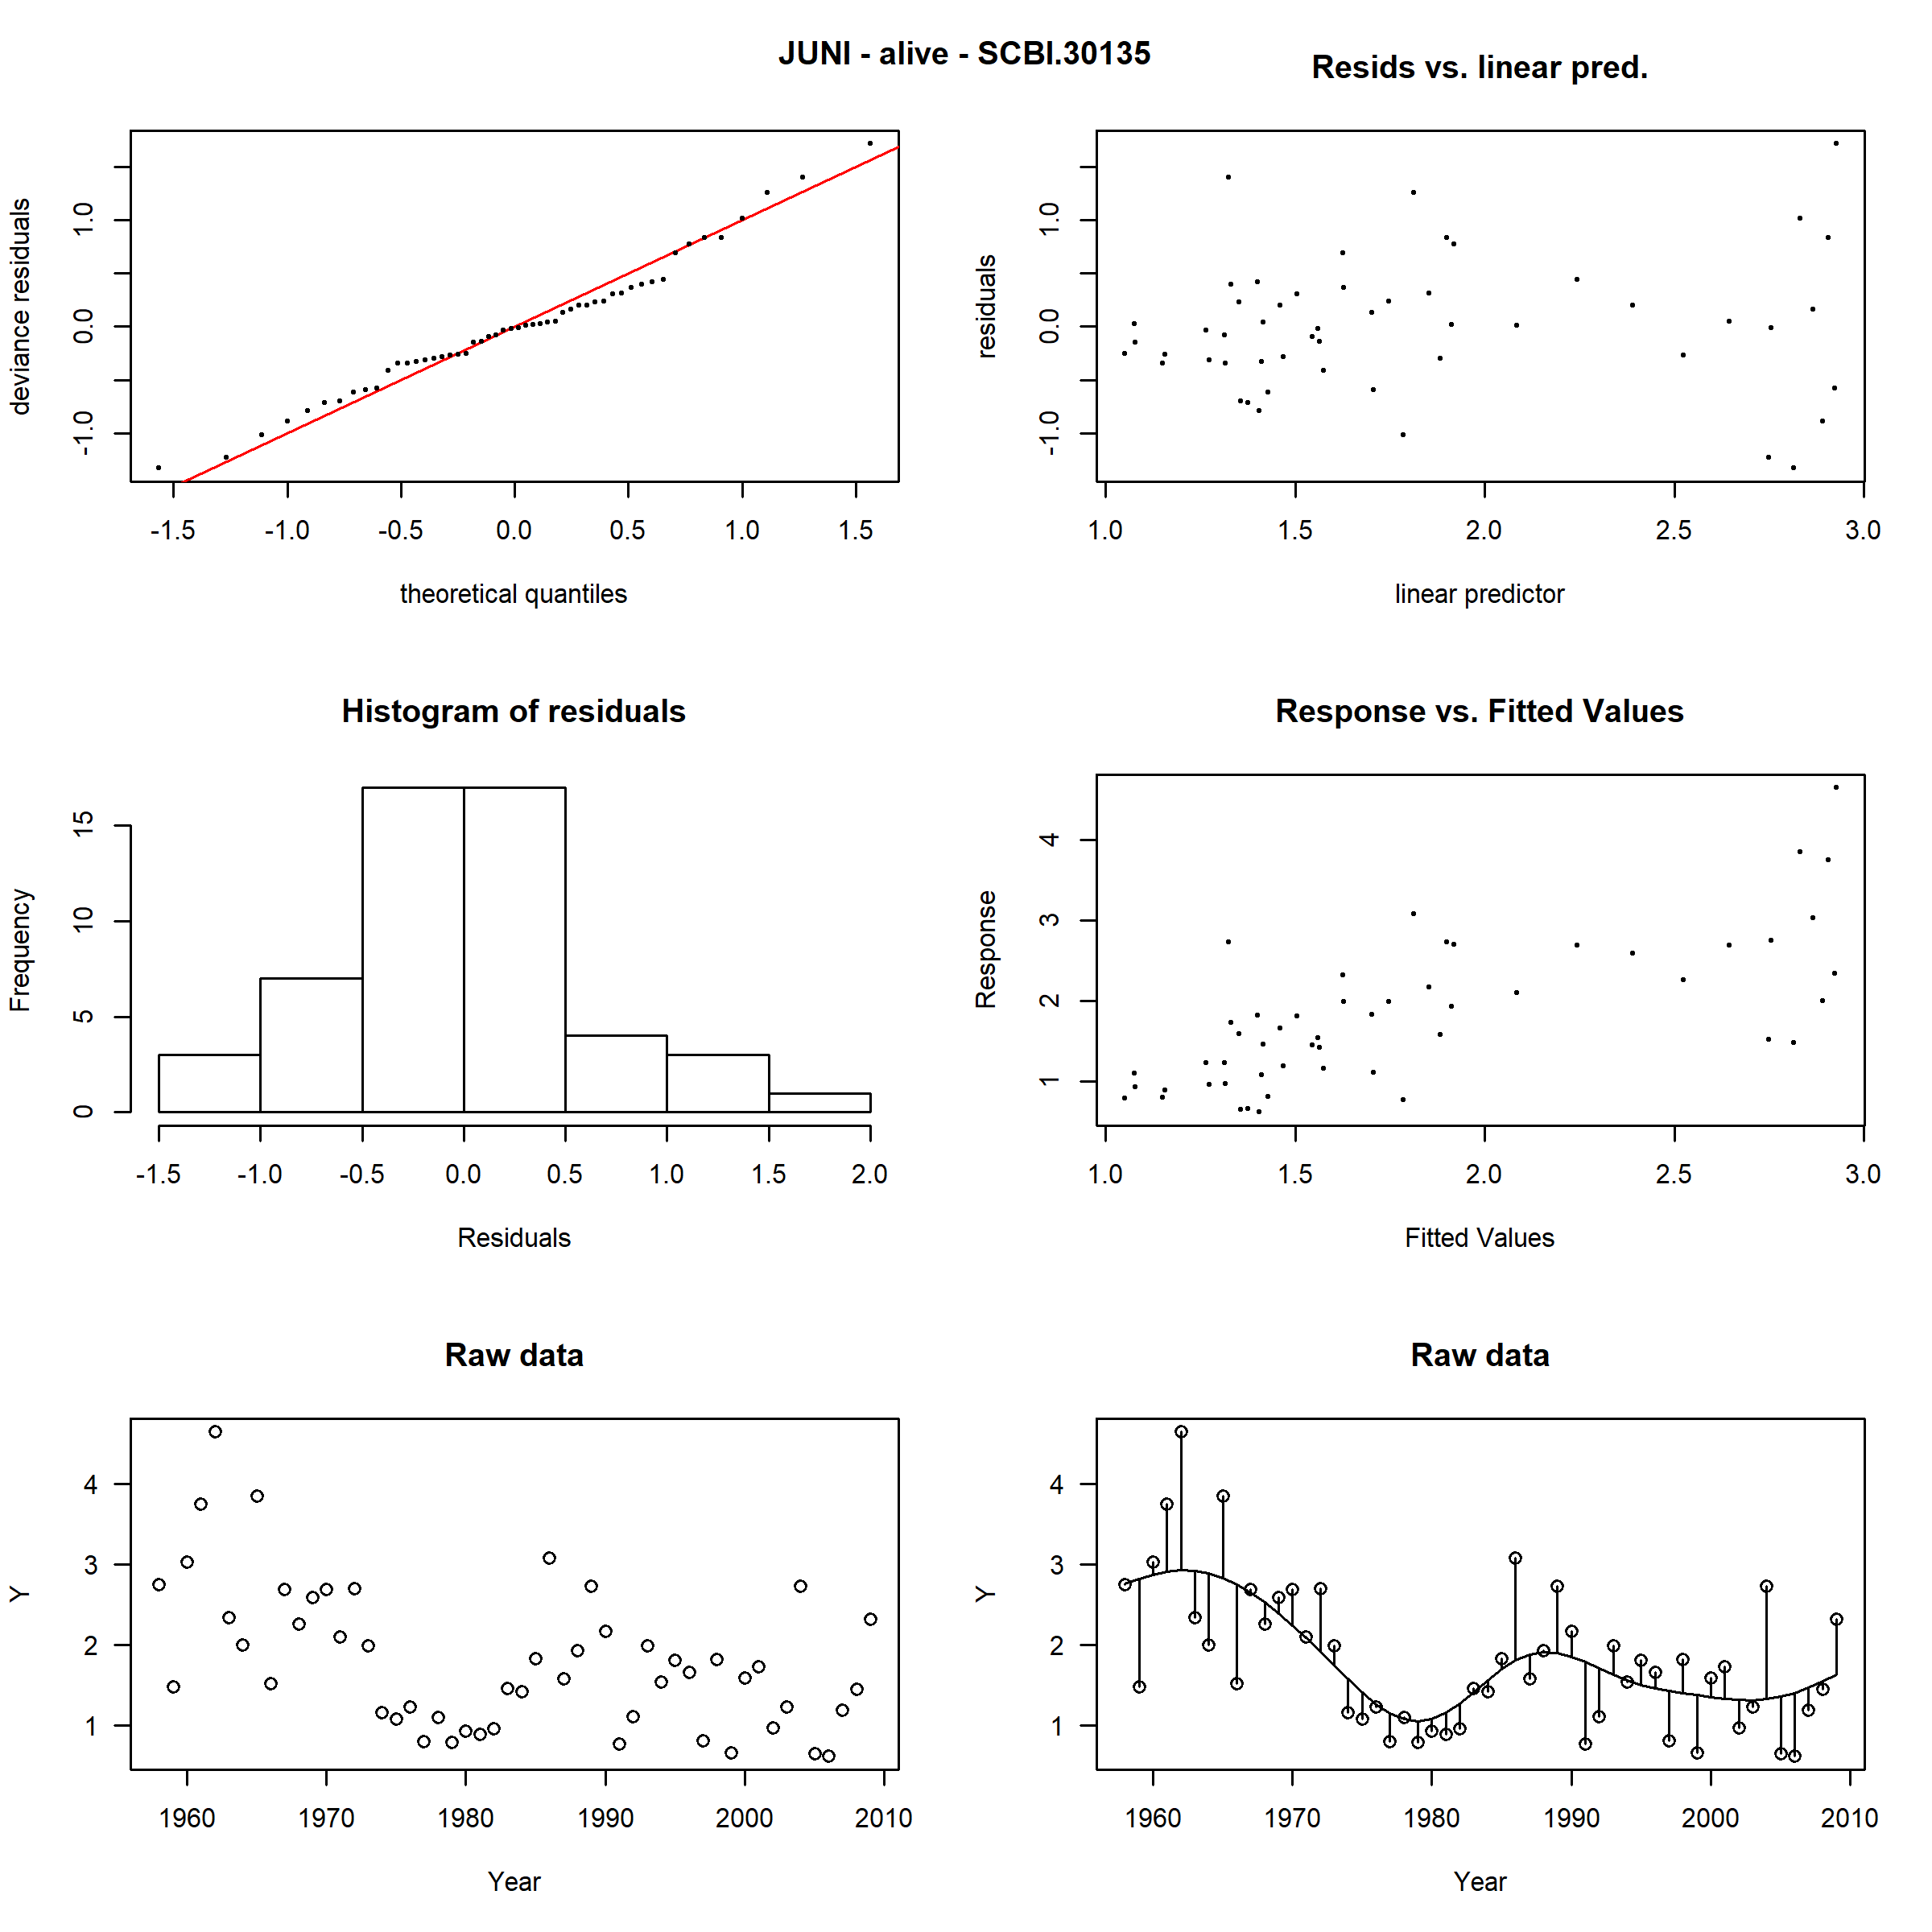 JUNI - alive - SCBI.30135
Resids vs. linear pred.
deviance residuals
-1.0 0.0 1.0
-1.5 -1.0 -0.5 0.0 0.5 1.0 1.5
theoretical quantiles
residuals
-1.0 0.0 1.0
1.0 1.5 2.0 2.5 3.0
linear predictor
Histogram of residuals
Frequency
0 5 10 15
-1.5 -1.0 -0.5 0.0 0.5 1.0 1.5 2.0
Residuals
Response vs. Fitted Values
Response
1 2 3 4
1.0 1.5 2.0 2.5 3.0
Fitted Values
Raw data
Y
4
3
2
1
1960 1970 1980 1990 2000 2010
Year
Raw data
Y
4
3
2
1
1960 1970 1980 1990 2000 2010
Year